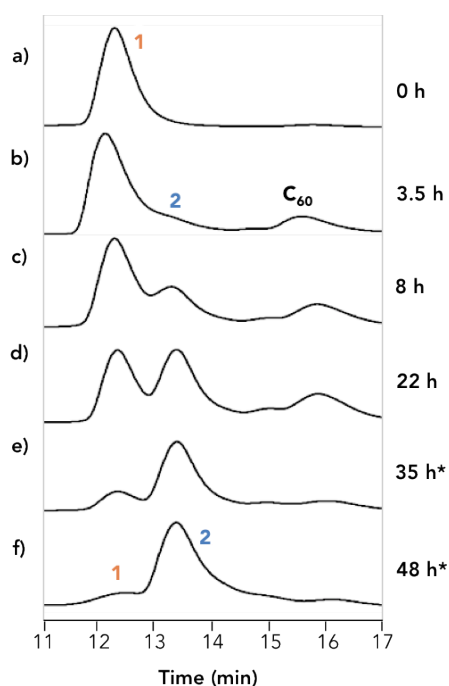 a)
1
0 h
b)
2
C₆₀
3.5 h
c)
8 h
d)
22 h
e)
35 h*
f)
1
2
48 h*
11 12 13 14 15 16 17
Time (min)